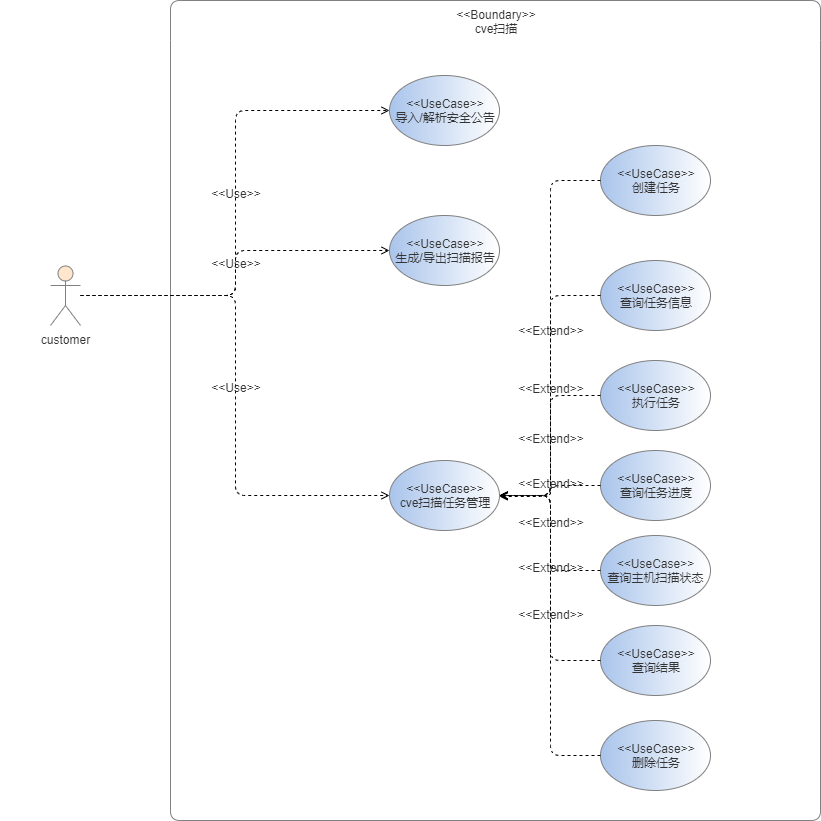 <<Boundary>>
cve扫描
<<UseCase>>
导入/解析安全公告
<<UseCase>>
创建任务
<<Use>>
<<UseCase>>
生成/导出扫描报告
<<Use>>
<<UseCase>>
查询任务信息
customer
<<Extend>>
<<Use>>
<<Extend>>
<<UseCase>>
执行任务
<<Extend>>
<<UseCase>>
cve扫描任务管理
<<Extend>>
<<UseCase>>
查询任务进度
<<Extend>>
<<Extend>>
<<UseCase>>
查询主机扫描状态
<<Extend>>
<<UseCase>>
查询结果
<<UseCase>>
删除任务